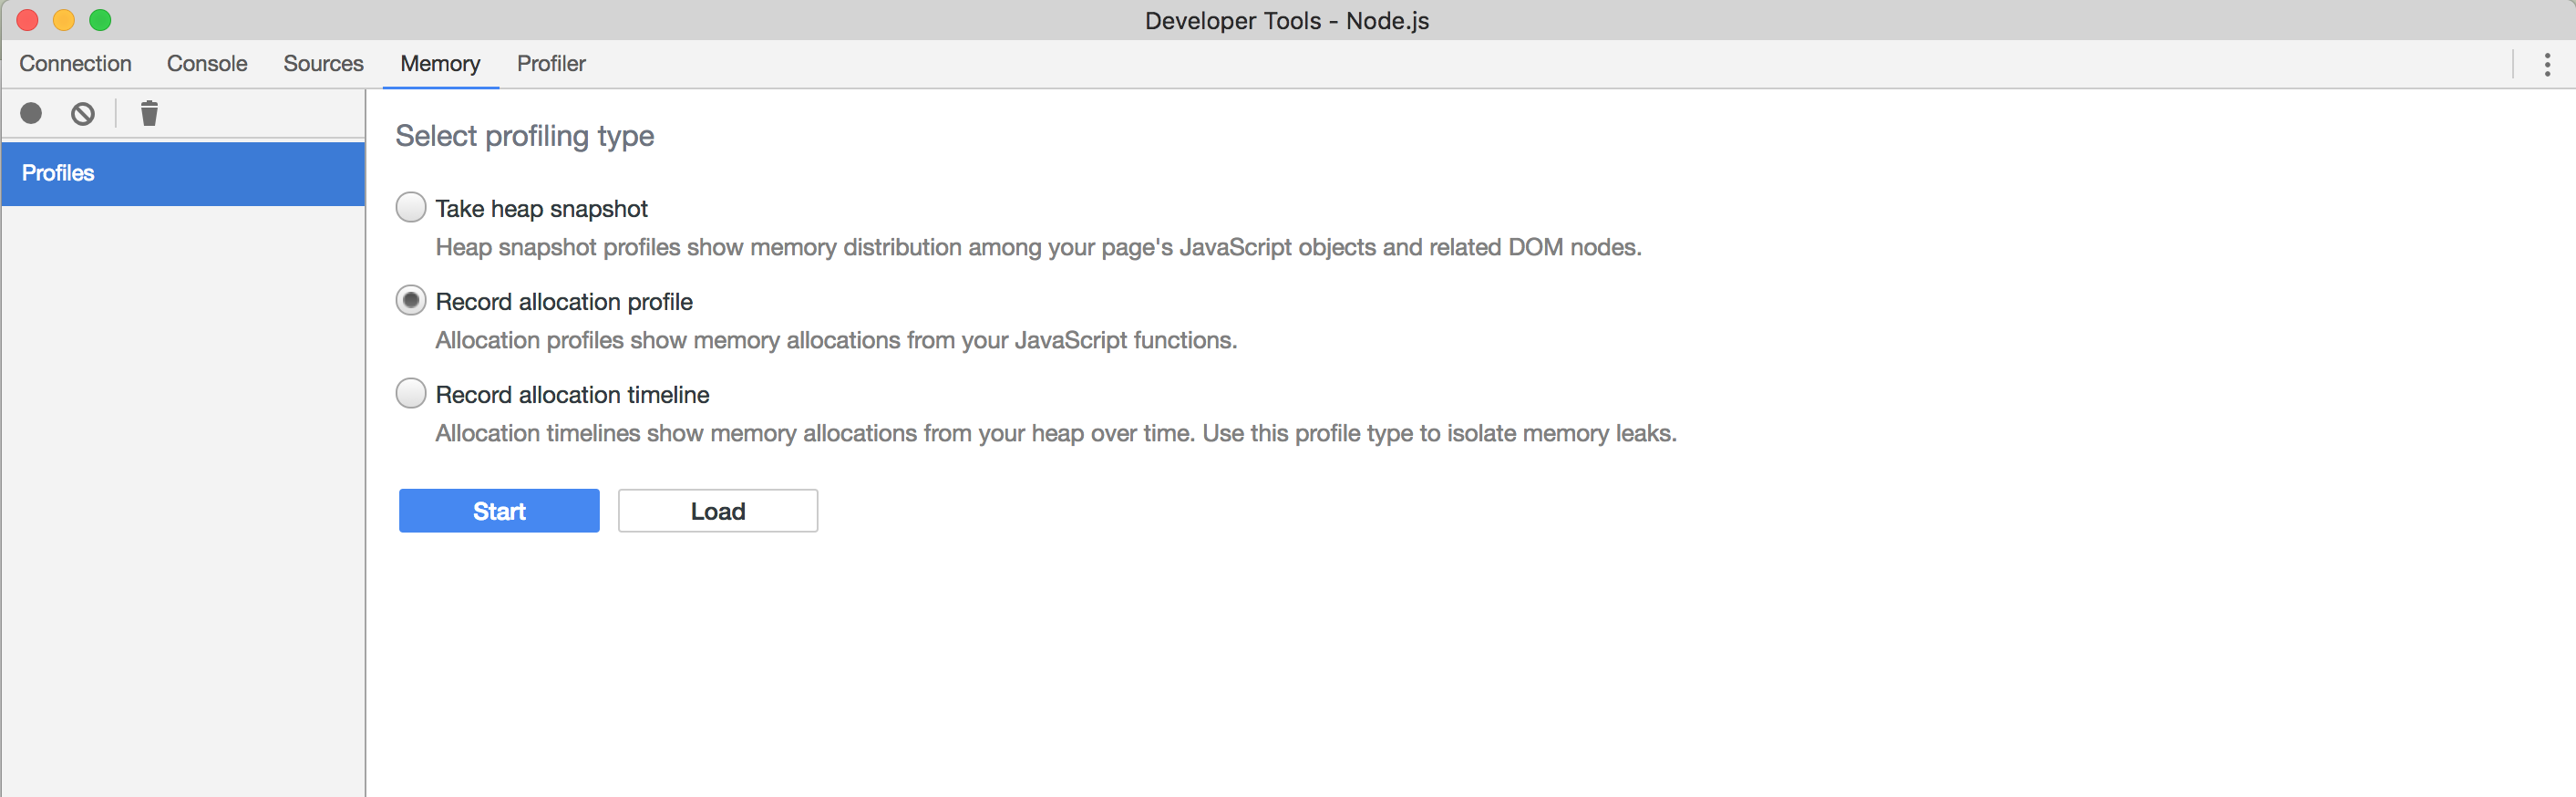 Developer Tools - Node.js
Connection Console Sources Memory Profiler
Profiles
Select profiling type
Take heap snapshot
Heap snapshot profiles show memory distribution among your page's JavaScript objects and related DOM nodes.
Record allocation profile
Allocation profiles show memory allocations from your JavaScript functions.
Record allocation timeline
Allocation timelines show memory allocations from your heap over time. Use this profile type to isolate memory leaks.
Start Load